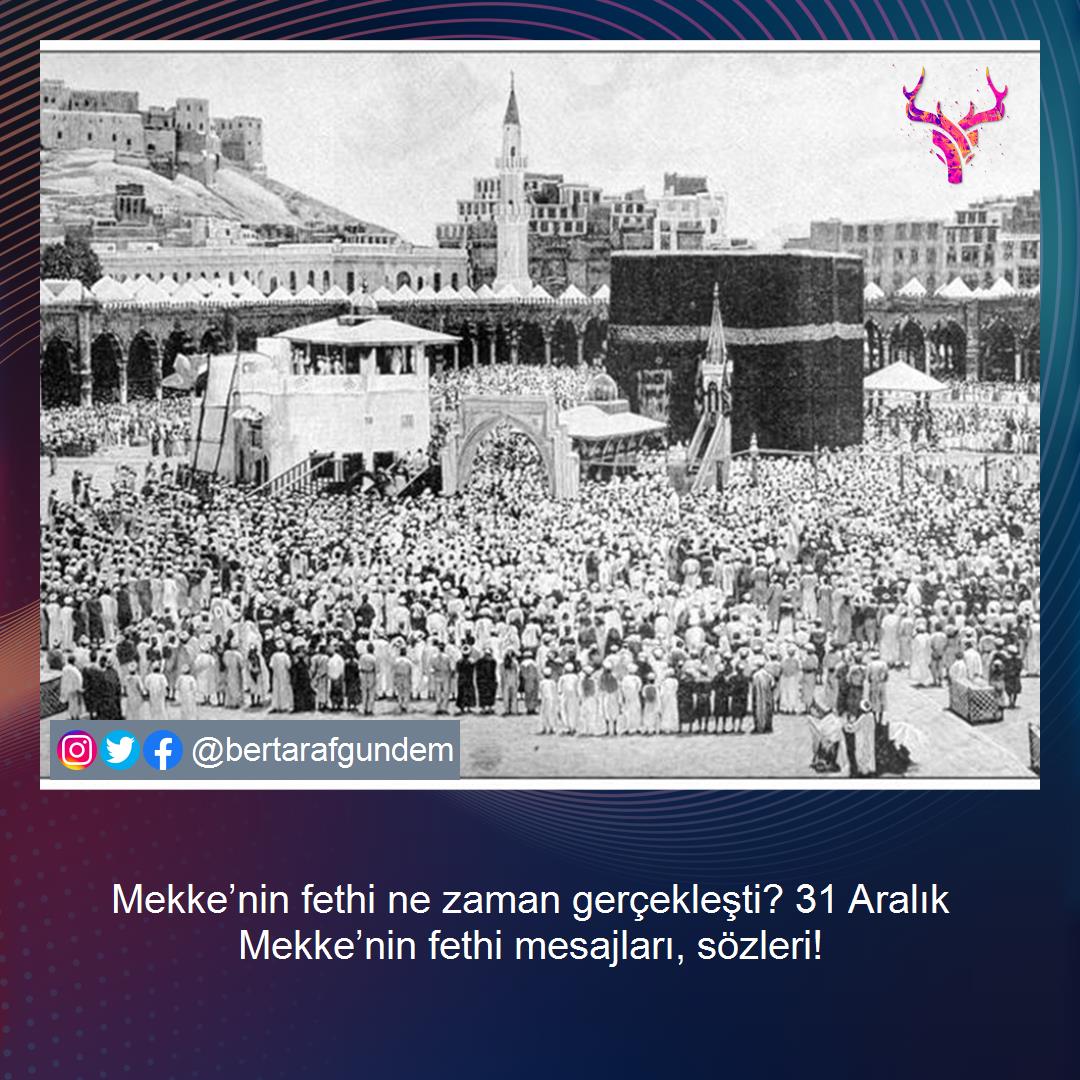 @bertarafgundem
Mekke’nin fethi ne zaman gerçekleşti? 31 Aralık
Mekke’nin fethi mesajları, sözleri!